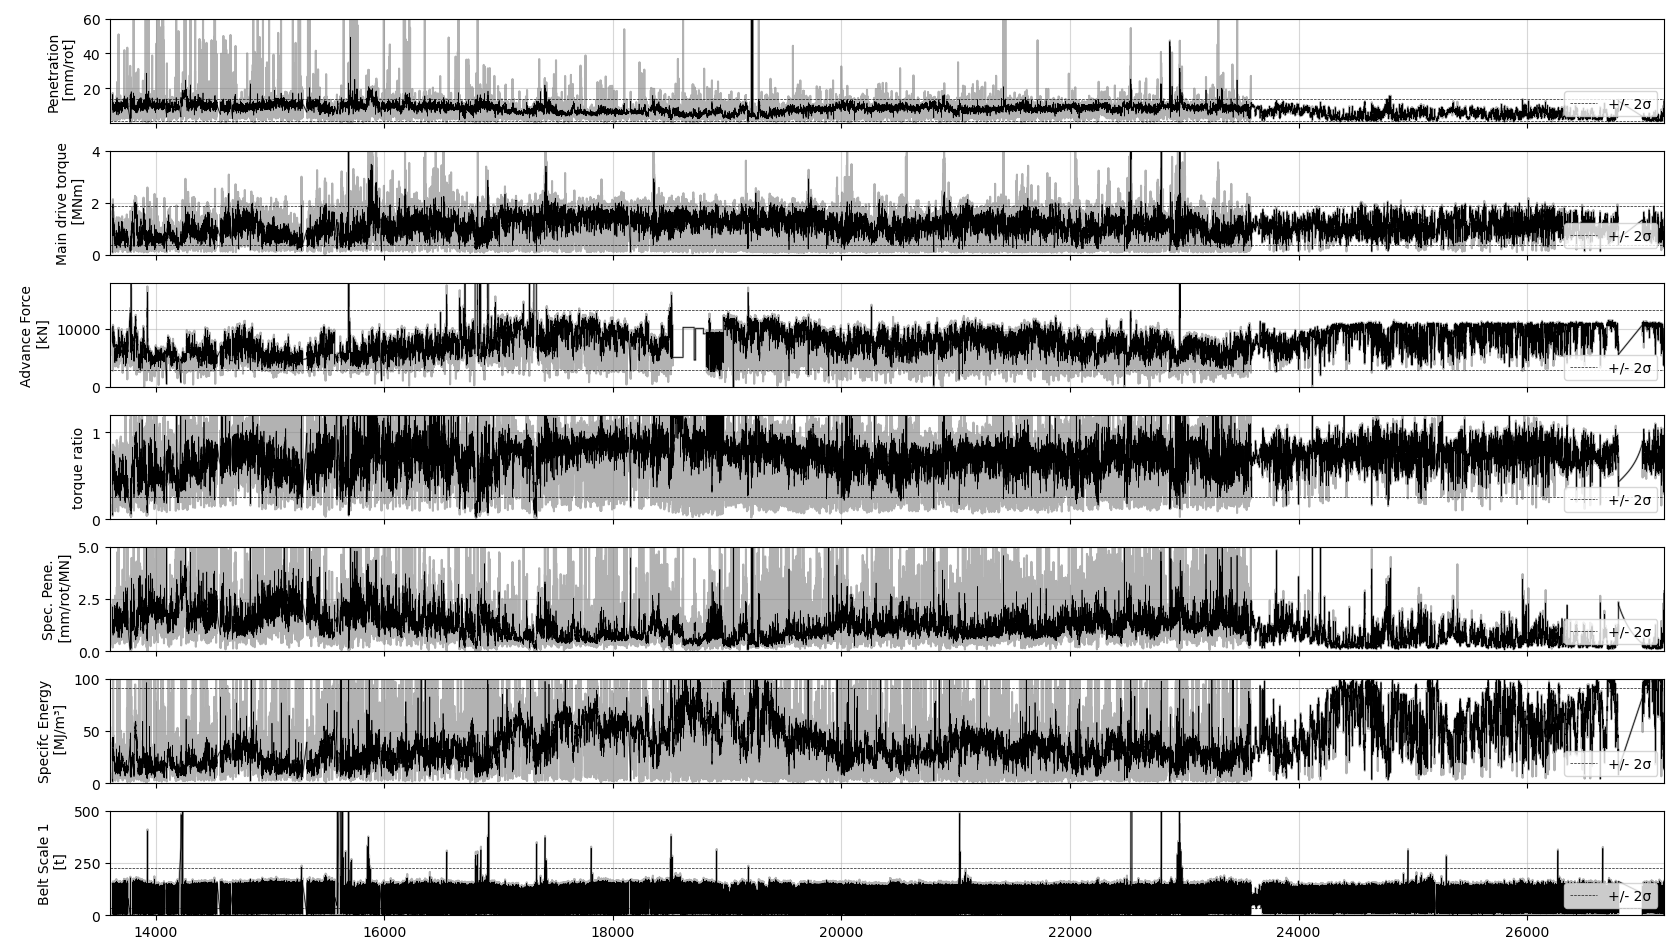 60
40
20
Penetration
[mm/rot]
+/- 2σ
4
2
0
Main drive torque
[MNm]
+/- 2σ
10000
0
Advance Force
[kN]
+/- 2σ
1
0
torque ratio
+/- 2σ
5.0
2.5
0.0
Spec. Pene.
[mm/rot/MN]
+/- 2σ
100
50
0
Specifc Energy
[MJ/m³]
+/- 2σ
500
250
0
Belt Scale 1
[t]
+/- 2σ
14000 16000 18000 20000 22000 24000 26000